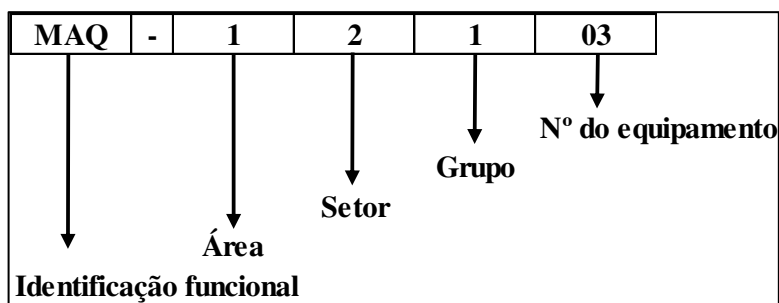 MAQ - 1 2 1 03
Nº do equipamento
Grupo
Setor
Área
Identificação funcional